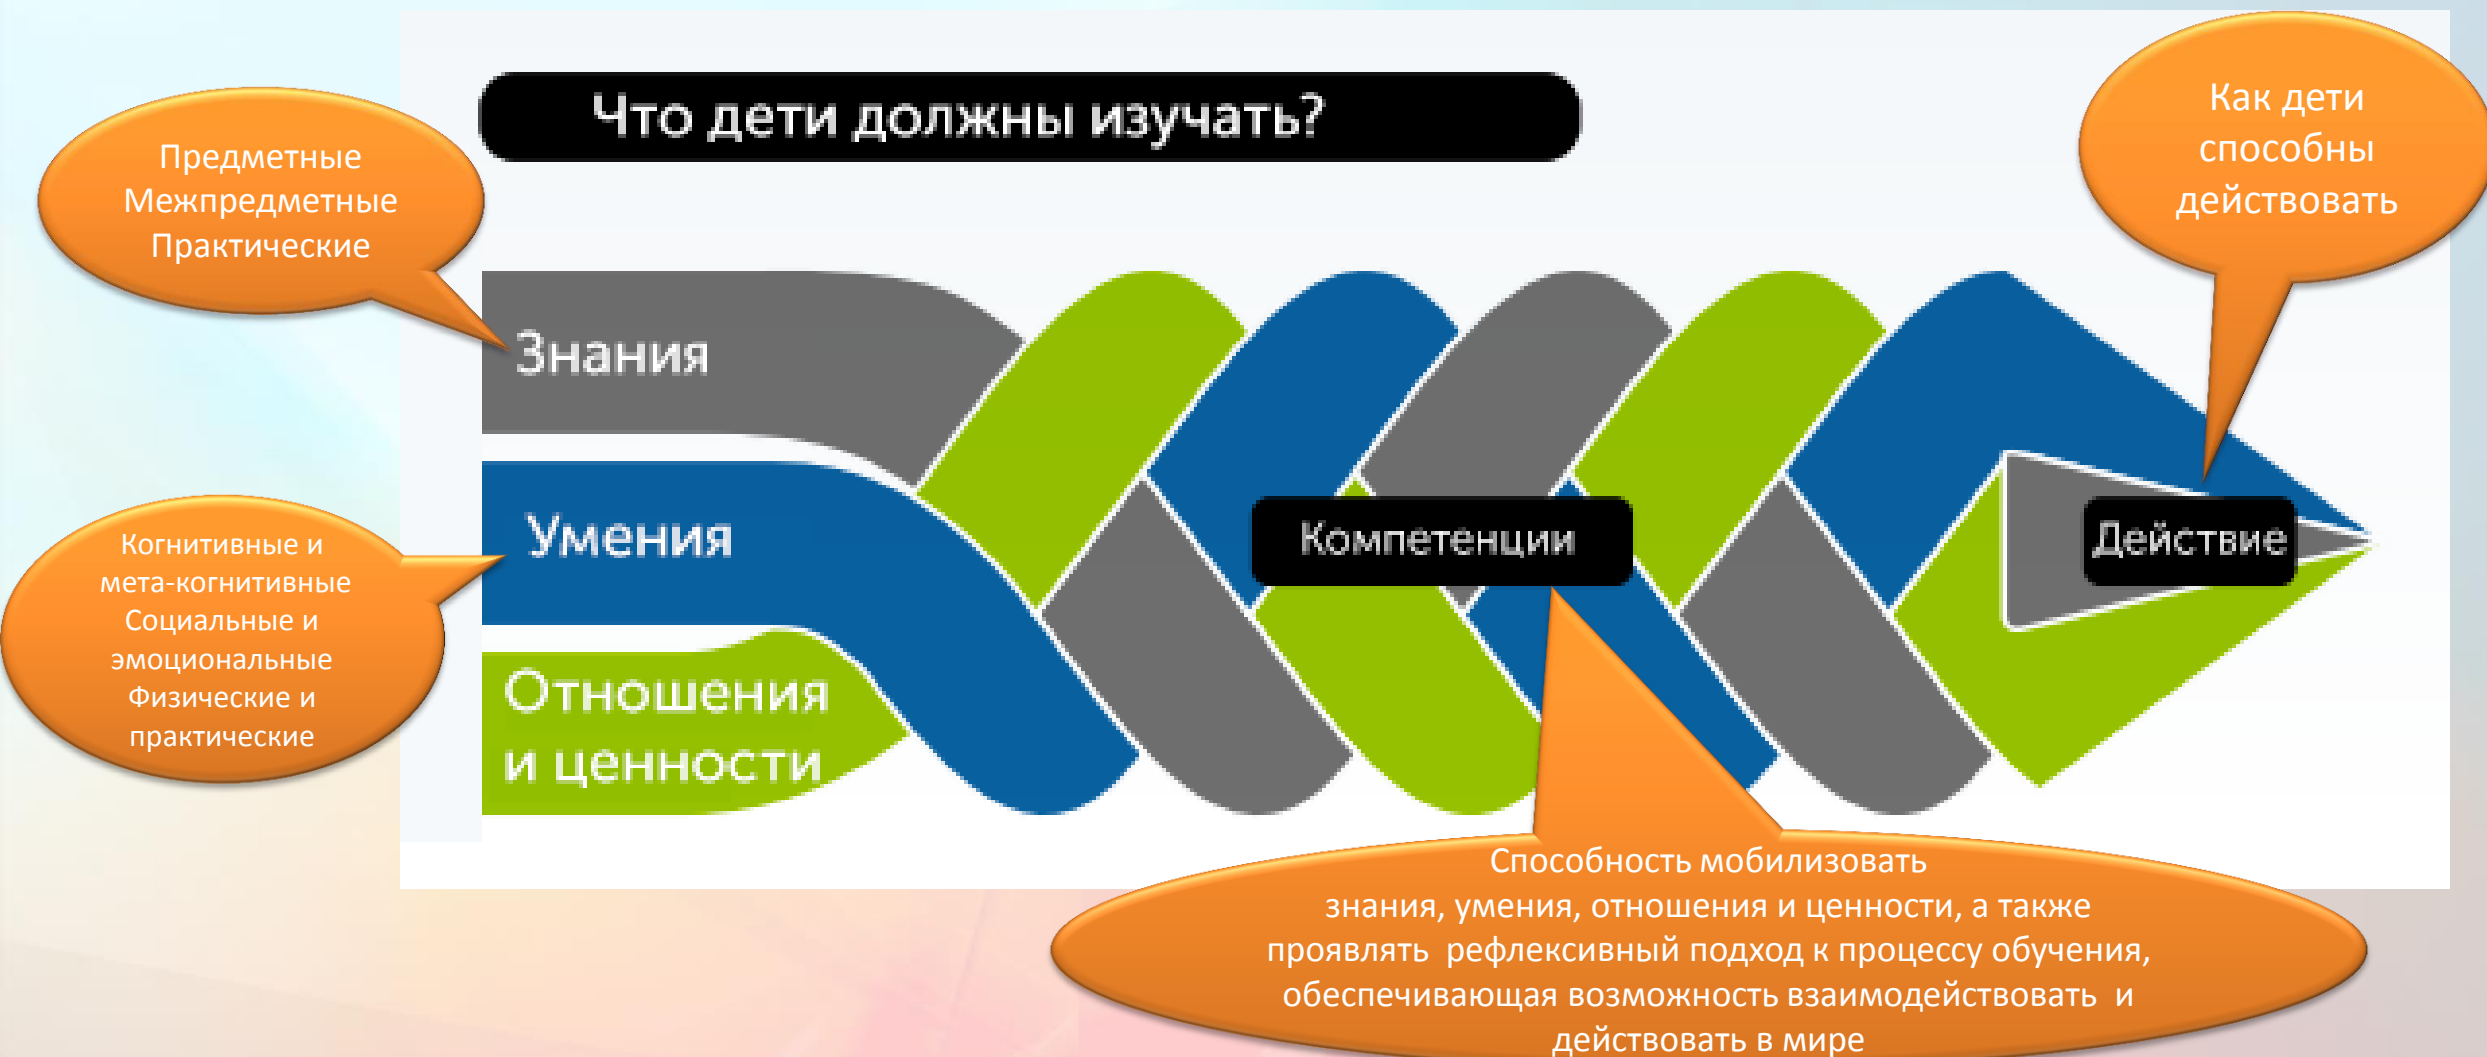 Что дети должны изучать?
Предметные
Межпредметные
Практические
Как дети
способны
действовать
Знания
Умения
Отношения
и ценности
Когнитивные и
мета-когнитивные
Социальные и
эмоциональные
Физические и
практические
Компетенции
Действие
Способность мобилизовать
знания, умения, отношения и ценности, а также
проявлять рефлексивный подход к процессу обучения,
обеспечивающая возможность взаимодействовать и
действовать в мире